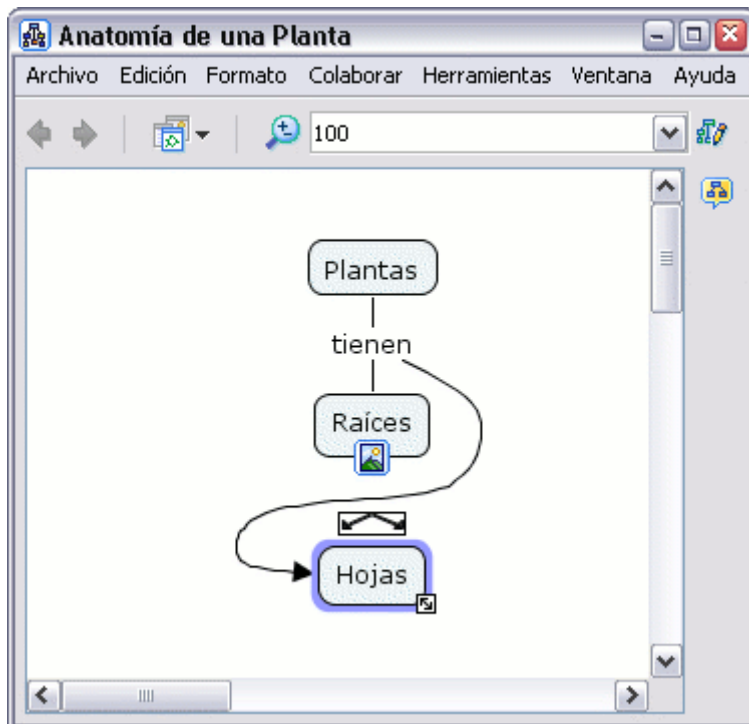 Anatomía de una Planta
Archivo Edición Formato Colaborar Herramientas Ventana Ayuda
100
Plantas
tienen
Raíces
Hojas